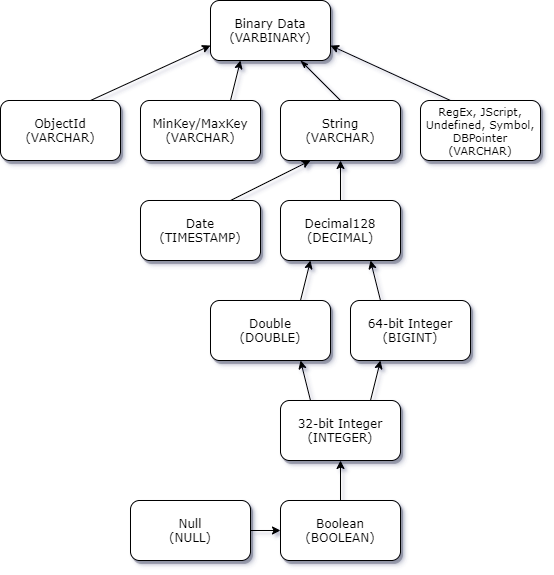 Binary Data
(VARBINARY)
ObjectId
(VARCHAR)
MinKey/MaxKey
(VARCHAR)
String
(VARCHAR)
RegEx, JScript,
Undefined, Symbol,
DBPointer
(VARCHAR)
Date
(TIMESTAMP)
Decimal128
(DECIMAL)
Double
(DOUBLE)
64-bit Integer
(BIGINT)
32-bit Integer
(INTEGER)
Null
(NULL)
Boolean
(BOOLEAN)